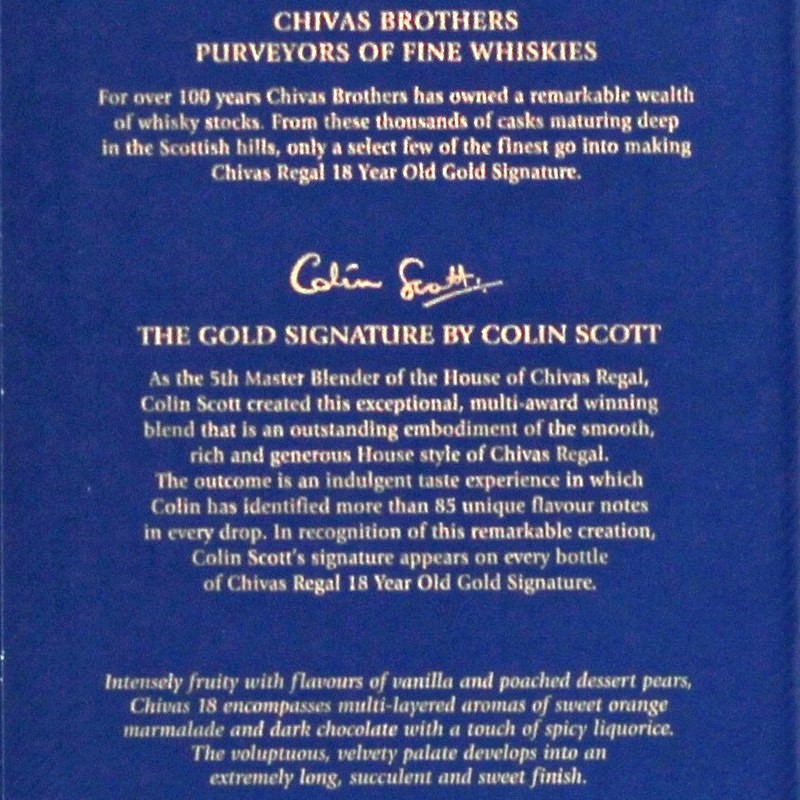 CHIVAS BROTHERS
PURVEYORS OF FINE WHISKIES
For over 100 years Chivas Brothers has owned a remarkable wealth
of whisky stocks. From these thousands of casks maturing deep
in the Scottish hills, only a select few of the finest go into making
Chivas Regal 18 Year Old Gold Signature.
Colin Scott.
THE GOLD SIGNATURE BY COLIN SCOTT
As the 5th Master Blender of the House of Chivas Regal,
Colin Scott created this exceptional, multi-award winning
blend that is an outstanding embodiment of the smooth,
rich and generous House style of Chivas Regal.
The outcome is an indulgent taste experience in which
Colin has identified more than 85 unique flavour notes
in every drop. In recognition of this remarkable creation,
Colin Scott's signature appears on every bottle
of Chivas Regal 18 Year Old Gold Signature.
Intensely fruity with flavours of vanilla and poached dessert pears,
Chivas 18 encompasses multi-layered aromas of sweet orange
marmalade and dark chocolate with a touch of spicy liquorice.
The voluptuous, velvety palate develops into an
extremely long, succulent and sweet finish.